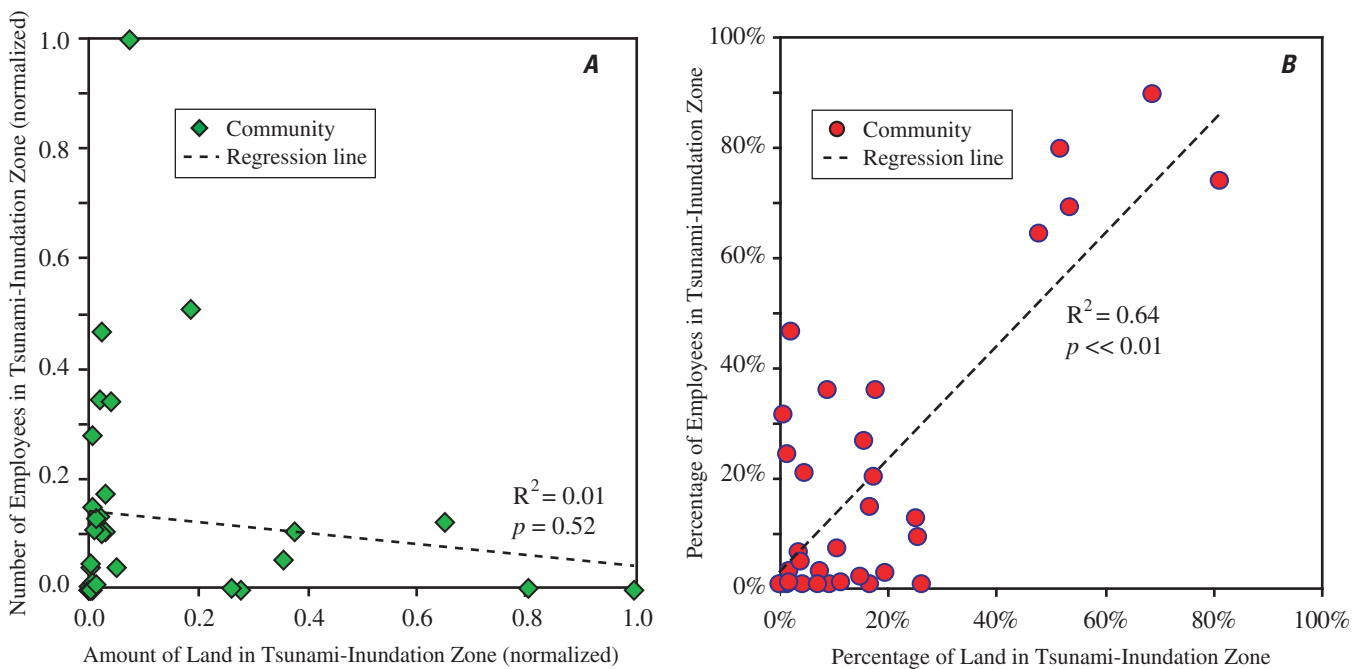 Number of Employees in Tsunami-Inundation Zone (normalized)
1.0
0.8
0.6
0.4
0.2
0.0
A
Community
Regression line
R² = 0.01
p = 0.52
0.0 0.2 0.4 0.6 0.8 1.0
Amount of Land in Tsunami-Inundation Zone (normalized)
Percentage of Employees in Tsunami-Inundation Zone
100%
80%
60%
40%
20%
0%
B
Community
Regression line
R² = 0.64
p << 0.01
0% 20% 40% 60% 80% 100%
Percentage of Land in Tsunami-Inundation Zone